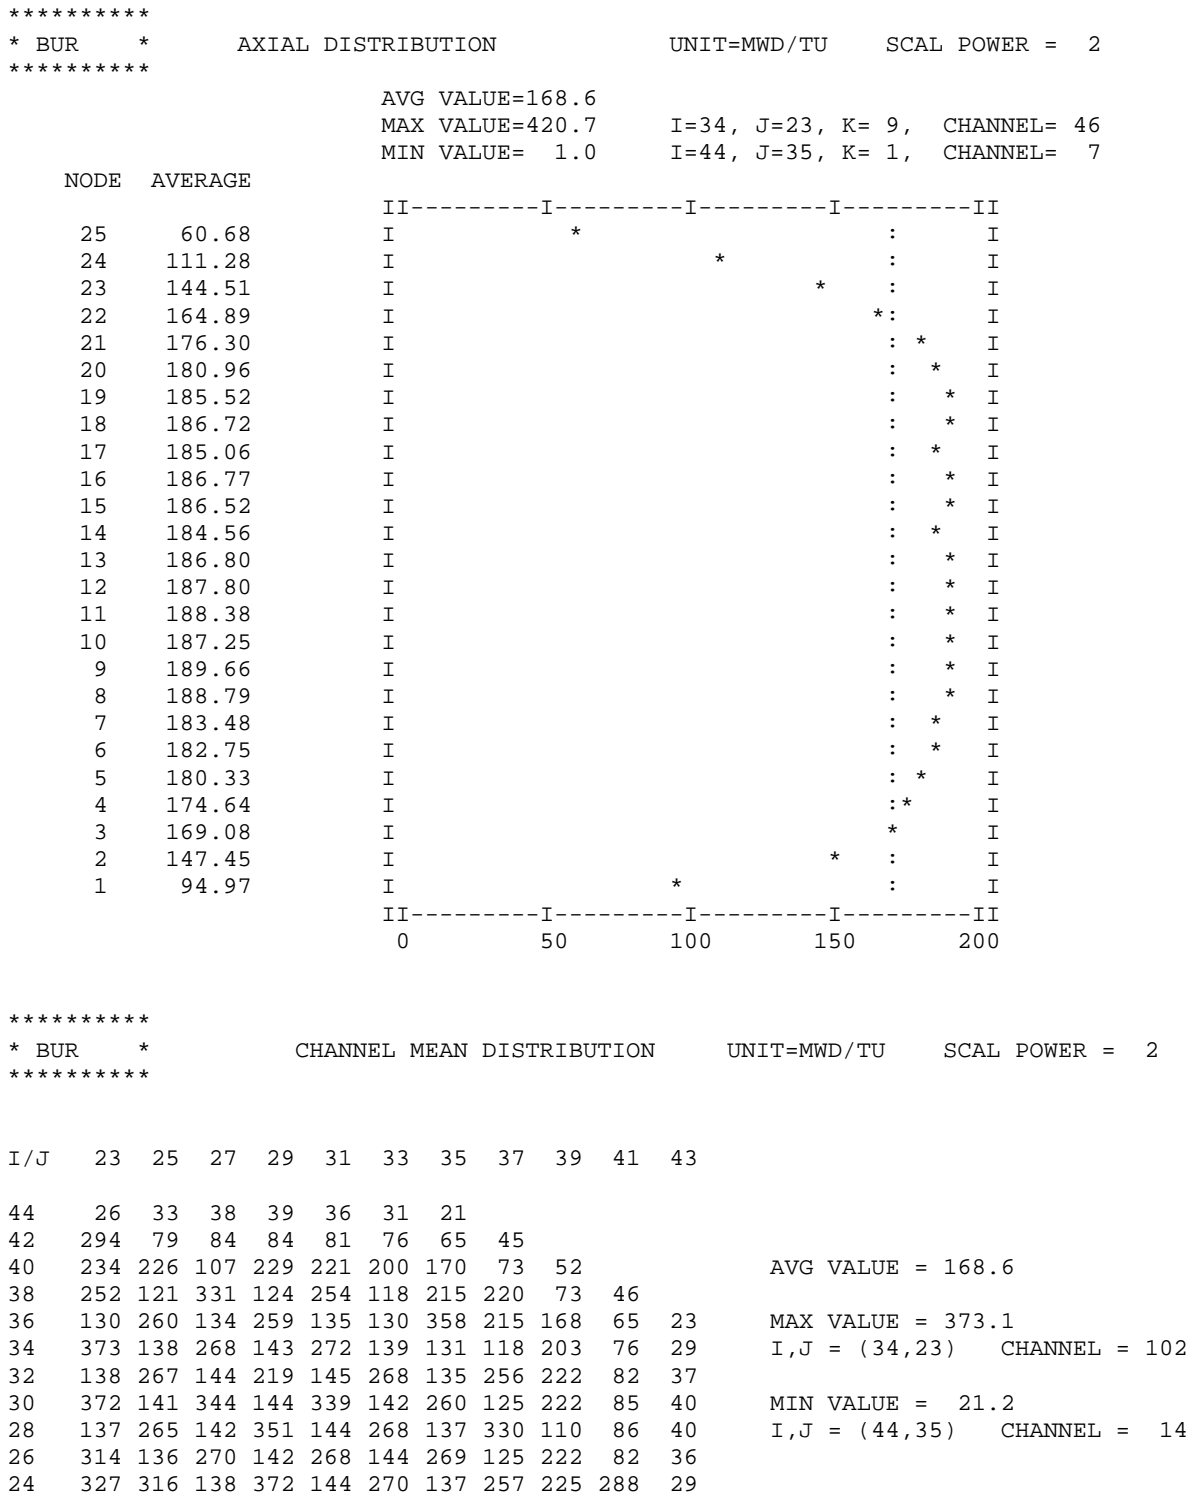 **********
* BUR    *      AXIAL DISTRIBUTION            UNIT=MWD/TU    SCAL POWER =  2
**********
AVG VALUE=168.6
MAX VALUE=420.7     I=34, J=23, K= 9,  CHANNEL= 46
MIN VALUE=  1.0     I=44, J=35, K= 1,  CHANNEL=  7
NODE  AVERAGE
II---------I---------I---------I---------II
25     60.68         I            *                     :      I
24    111.28         I                      *           :      I
23    144.51         I                             *    :      I
22    164.89         I                                 *:      I
21    176.30         I                                  : *    I
20    180.96         I                                  :  *   I
19    185.52         I                                  :   *  I
18    186.72         I                                  :   *  I
17    185.06         I                                  :  *   I
16    186.77         I                                  :   *  I
15    186.52         I                                  :   *  I
14    184.56         I                                  :  *   I
13    186.80         I                                  :   *  I
12    187.80         I                                  :   *  I
11    188.38         I                                  :   *  I
10    187.25         I                                  :   *  I
9    189.66         I                                  :   *  I
8    188.79         I                                  :   *  I
7    183.48         I                                  :  *   I
6    182.75         I                                  :  *   I
5    180.33         I                                  : *    I
4    174.64         I                                  :*     I
3    169.08         I                                  *      I
2    147.45         I                              *   :      I
1     94.97         I                   *              :      I
II---------I---------I---------I---------II
0         50        100       150       200
**********
* BUR    *          CHANNEL MEAN DISTRIBUTION     UNIT=MWD/TU    SCAL POWER =  2
**********
I/J   23  25  27  29  31  33  35  37  39  41  43
44    26  33  38  39  36  31  21
42   294  79  84  84  81  76  65  45
40   234 226 107 229 221 200 170  73  52          AVG VALUE = 168.6
38   252 121 331 124 254 118 215 220  73  46
36   130 260 134 259 135 130 358 215 168  65  23     MAX VALUE = 373.1
34   373 138 268 143 272 139 131 118 203  76  29     I,J = (34,23)   CHANNEL = 102
32   138 267 144 219 145 268 135 256 222  82  37
30   372 141 344 144 339 142 260 125 222  85  40     MIN VALUE =  21.2
28   137 265 142 351 144 268 137 330 110  86  40     I,J = (44,35)   CHANNEL =  14
26   314 136 270 142 268 144 269 125 222  82  36
24   327 316 138 372 144 270 137 257 225 288  29